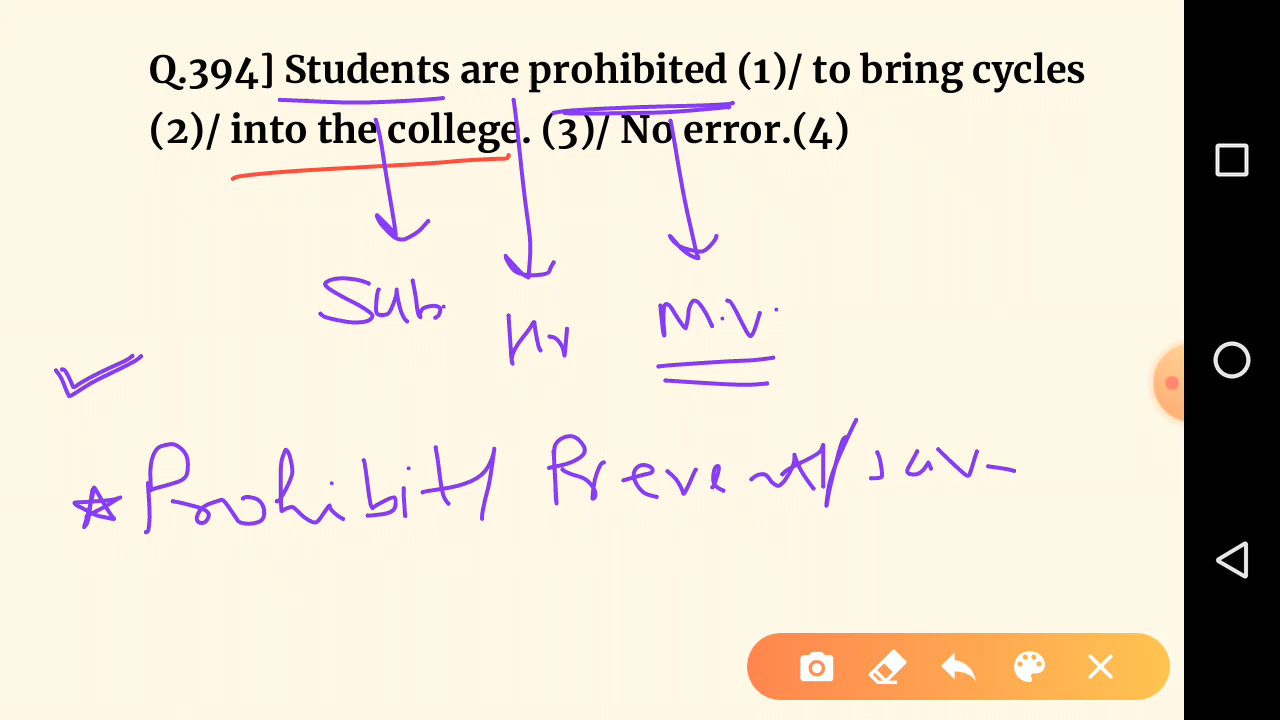 Q.394] Students are prohibited (1)/ to bring cycles
(2)/ into the college. (3)/ No error.(4)
Sub.
M.V.
Prohibit/ Prevent/sav